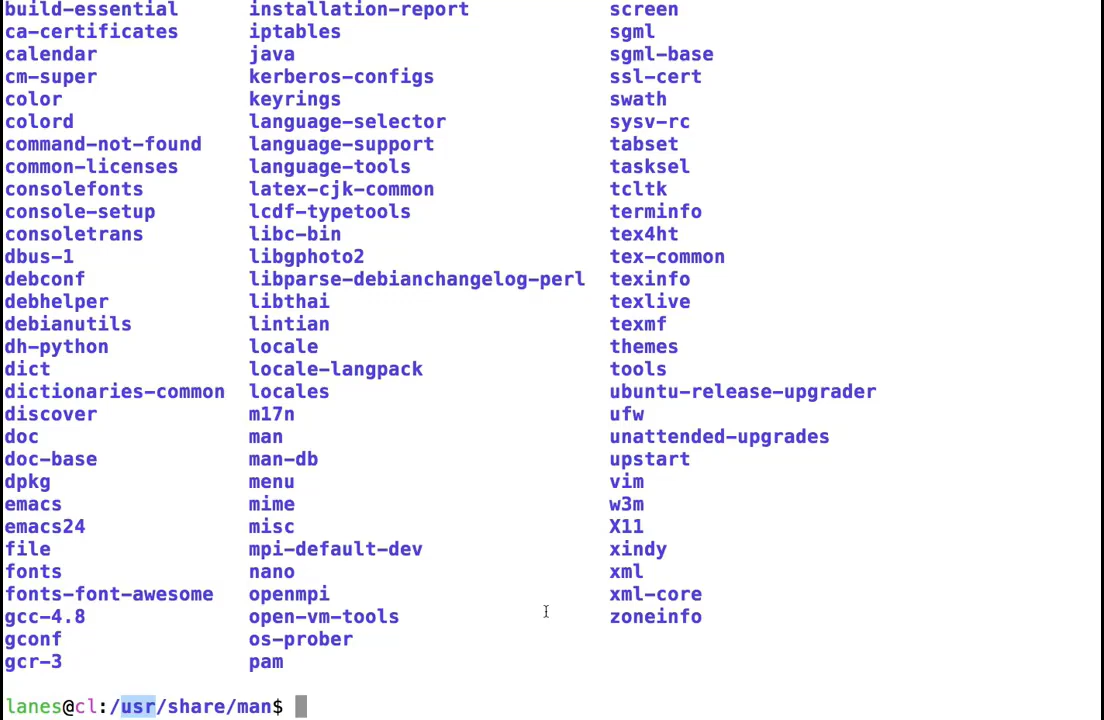 build-essential installation-report screen
ca-certificates iptables sgml
calendar java sgml-base
cm-super kerberos-configs ssl-cert
color keyrings swath
colord language-selector sysv-rc
command-not-found language-support tabset
common-licenses language-tools tasksel
consolefonts latex-cjk-common tcltk
console-setup lcdf-typetools terminfo
consoletrans libc-bin tex4ht
dbus-1 libgphoto2 tex-common
debconf libparse-debianchangelog-perl texinfo
debhelper libthai texlive
debianutils lintian texmf
dh-python locale themes
dict locale-langpack tools
dictionaries-common locales ubuntu-release-upgrader
discover m17n ufw
doc man unattended-upgrades
doc-base man-db upstart
dpkg menu vim
emacs mime w3m
emacs24 misc X11
file mpi-default-dev xindy
fonts nano xml
fonts-font-awesome openmpi xml-core
gcc-4.8 open-vm-tools zoneinfo
gconf os-prober
gcr-3 pam
lanes@cl:/usr/share/man$